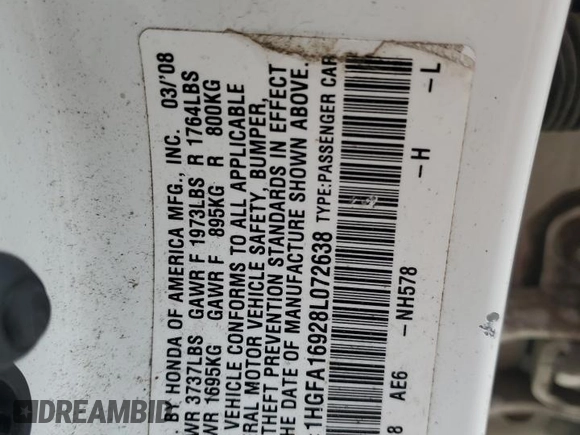 . BY HONDA OF AMERICA MFG., INC. 03/'08
WR 3737LBS GAWR F 1973LBS R 1764LBS
WR 1695KG GAWR F 895KG R 800KG
VEHICLE CONFORMS TO ALL APPLICABLE
ERAL MOTOR VEHICLE SAFETY, BUMPER,
THEFT PREVENTION STANDARDS IN EFFECT
THE DATE OF MANUFACTURE SHOWN ABOVE.
1HGFA16928L072638 TYPE:PASSENGER CAR
8 AE6 -NH578 -H -L
DREAMBID